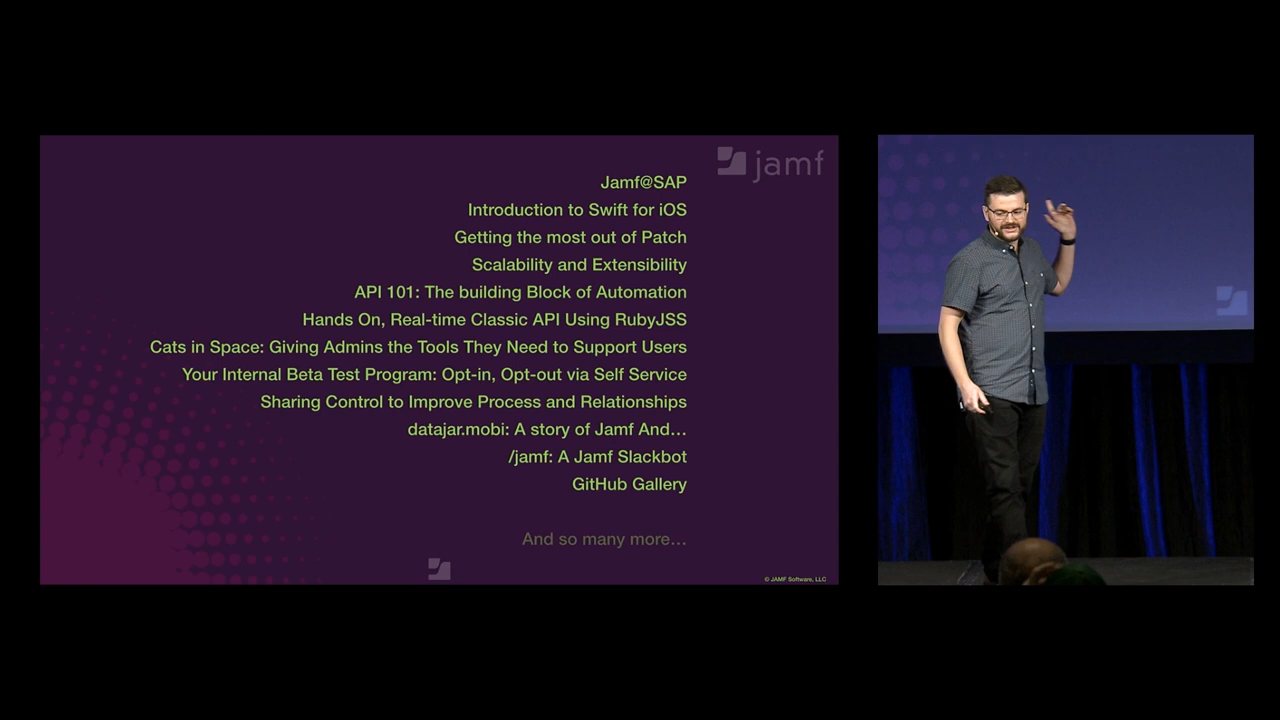 jamf
Jamf@SAP
Introduction to Swift for iOS
Getting the most out of Patch
Scalability and Extensibility
API 101: The building Block of Automation
Hands On, Real-time Classic API Using RubyJSS
Cats in Space: Giving Admins the Tools They Need to Support Users
Your Internal Beta Test Program: Opt-in, Opt-out via Self Service
Sharing Control to Improve Process and Relationships
datajar.mobi: A story of Jamf And…
/jamf: A Jamf Slackbot
GitHub Gallery
And so many more…
© JAMF Software, LLC